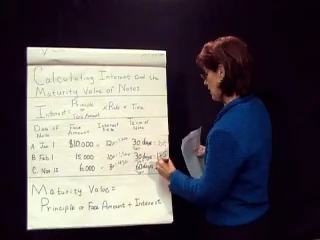 Calculating Interest and the
Maturity Value of Notes
Interest = Principle or Face Amount × Rate × Time
Date of Note Face Amount Interest Rate Term of Note
A Jan 1 $10,000 × 12% 30 days
B Feb 1 15,000 10% 30 days
C. Nov 15 6,000 60 days
Maturity Value =
Principle or Face Amount + Interest